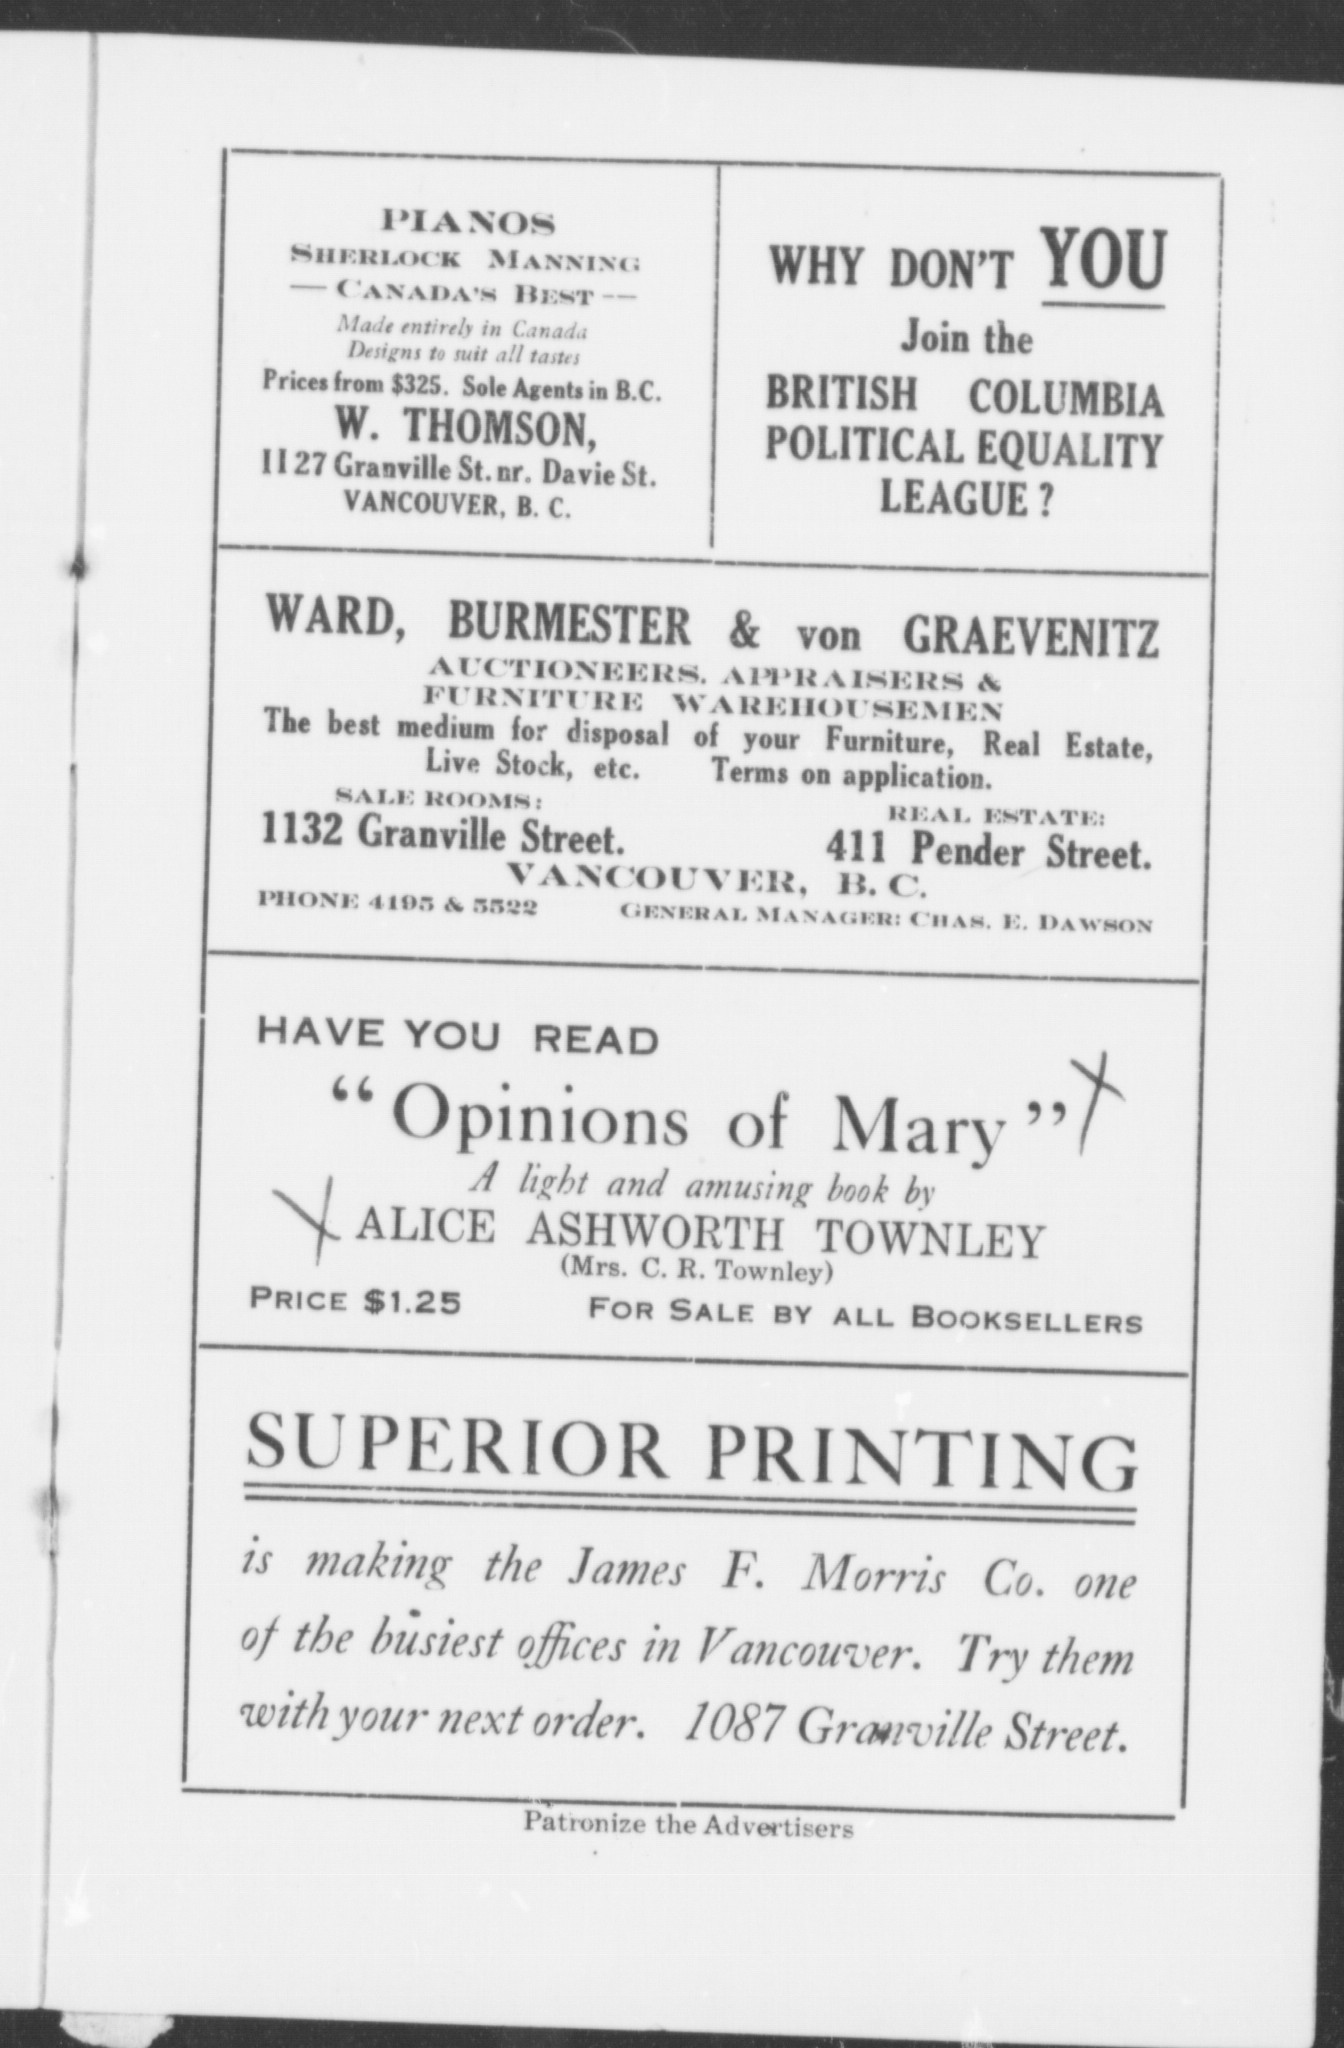 PIANOS
SHERLOCK MANNING
— CANADA'S BEST —
Made entirely in Canada
Designs to suit all tastes
Prices from $325. Sole Agents in B.C.
W. THOMSON,
1127 Granville St. nr. Davie St.
VANCOUVER, B. C.
WHY DON'T YOU
Join the
BRITISH COLUMBIA
POLITICAL EQUALITY
LEAGUE ?
WARD, BURMESTER & von GRAEVENITZ
AUCTIONEERS, APPRAISERS &
FURNITURE WAREHOUSEMEN
The best medium for disposal of your Furniture, Real Estate,
Live Stock, etc. Terms on application.
SALE ROOMS:
1132 Granville Street.
REAL ESTATE:
411 Pender Street.
VANCOUVER, B. C.
PHONE 4195 & 5522 GENERAL MANAGER: CHAS. E. DAWSON
HAVE YOU READ
"Opinions of Mary"
A light and amusing book by
ALICE ASHWORTH TOWNLEY
(Mrs. C. R. Townley)
PRICE $1.25 FOR SALE BY ALL BOOKSELLERS
SUPERIOR PRINTING
is making the James F. Morris Co. one
of the busiest offices in Vancouver. Try them
with your next order. 1087 Granville Street.
Patronize the Advertisers